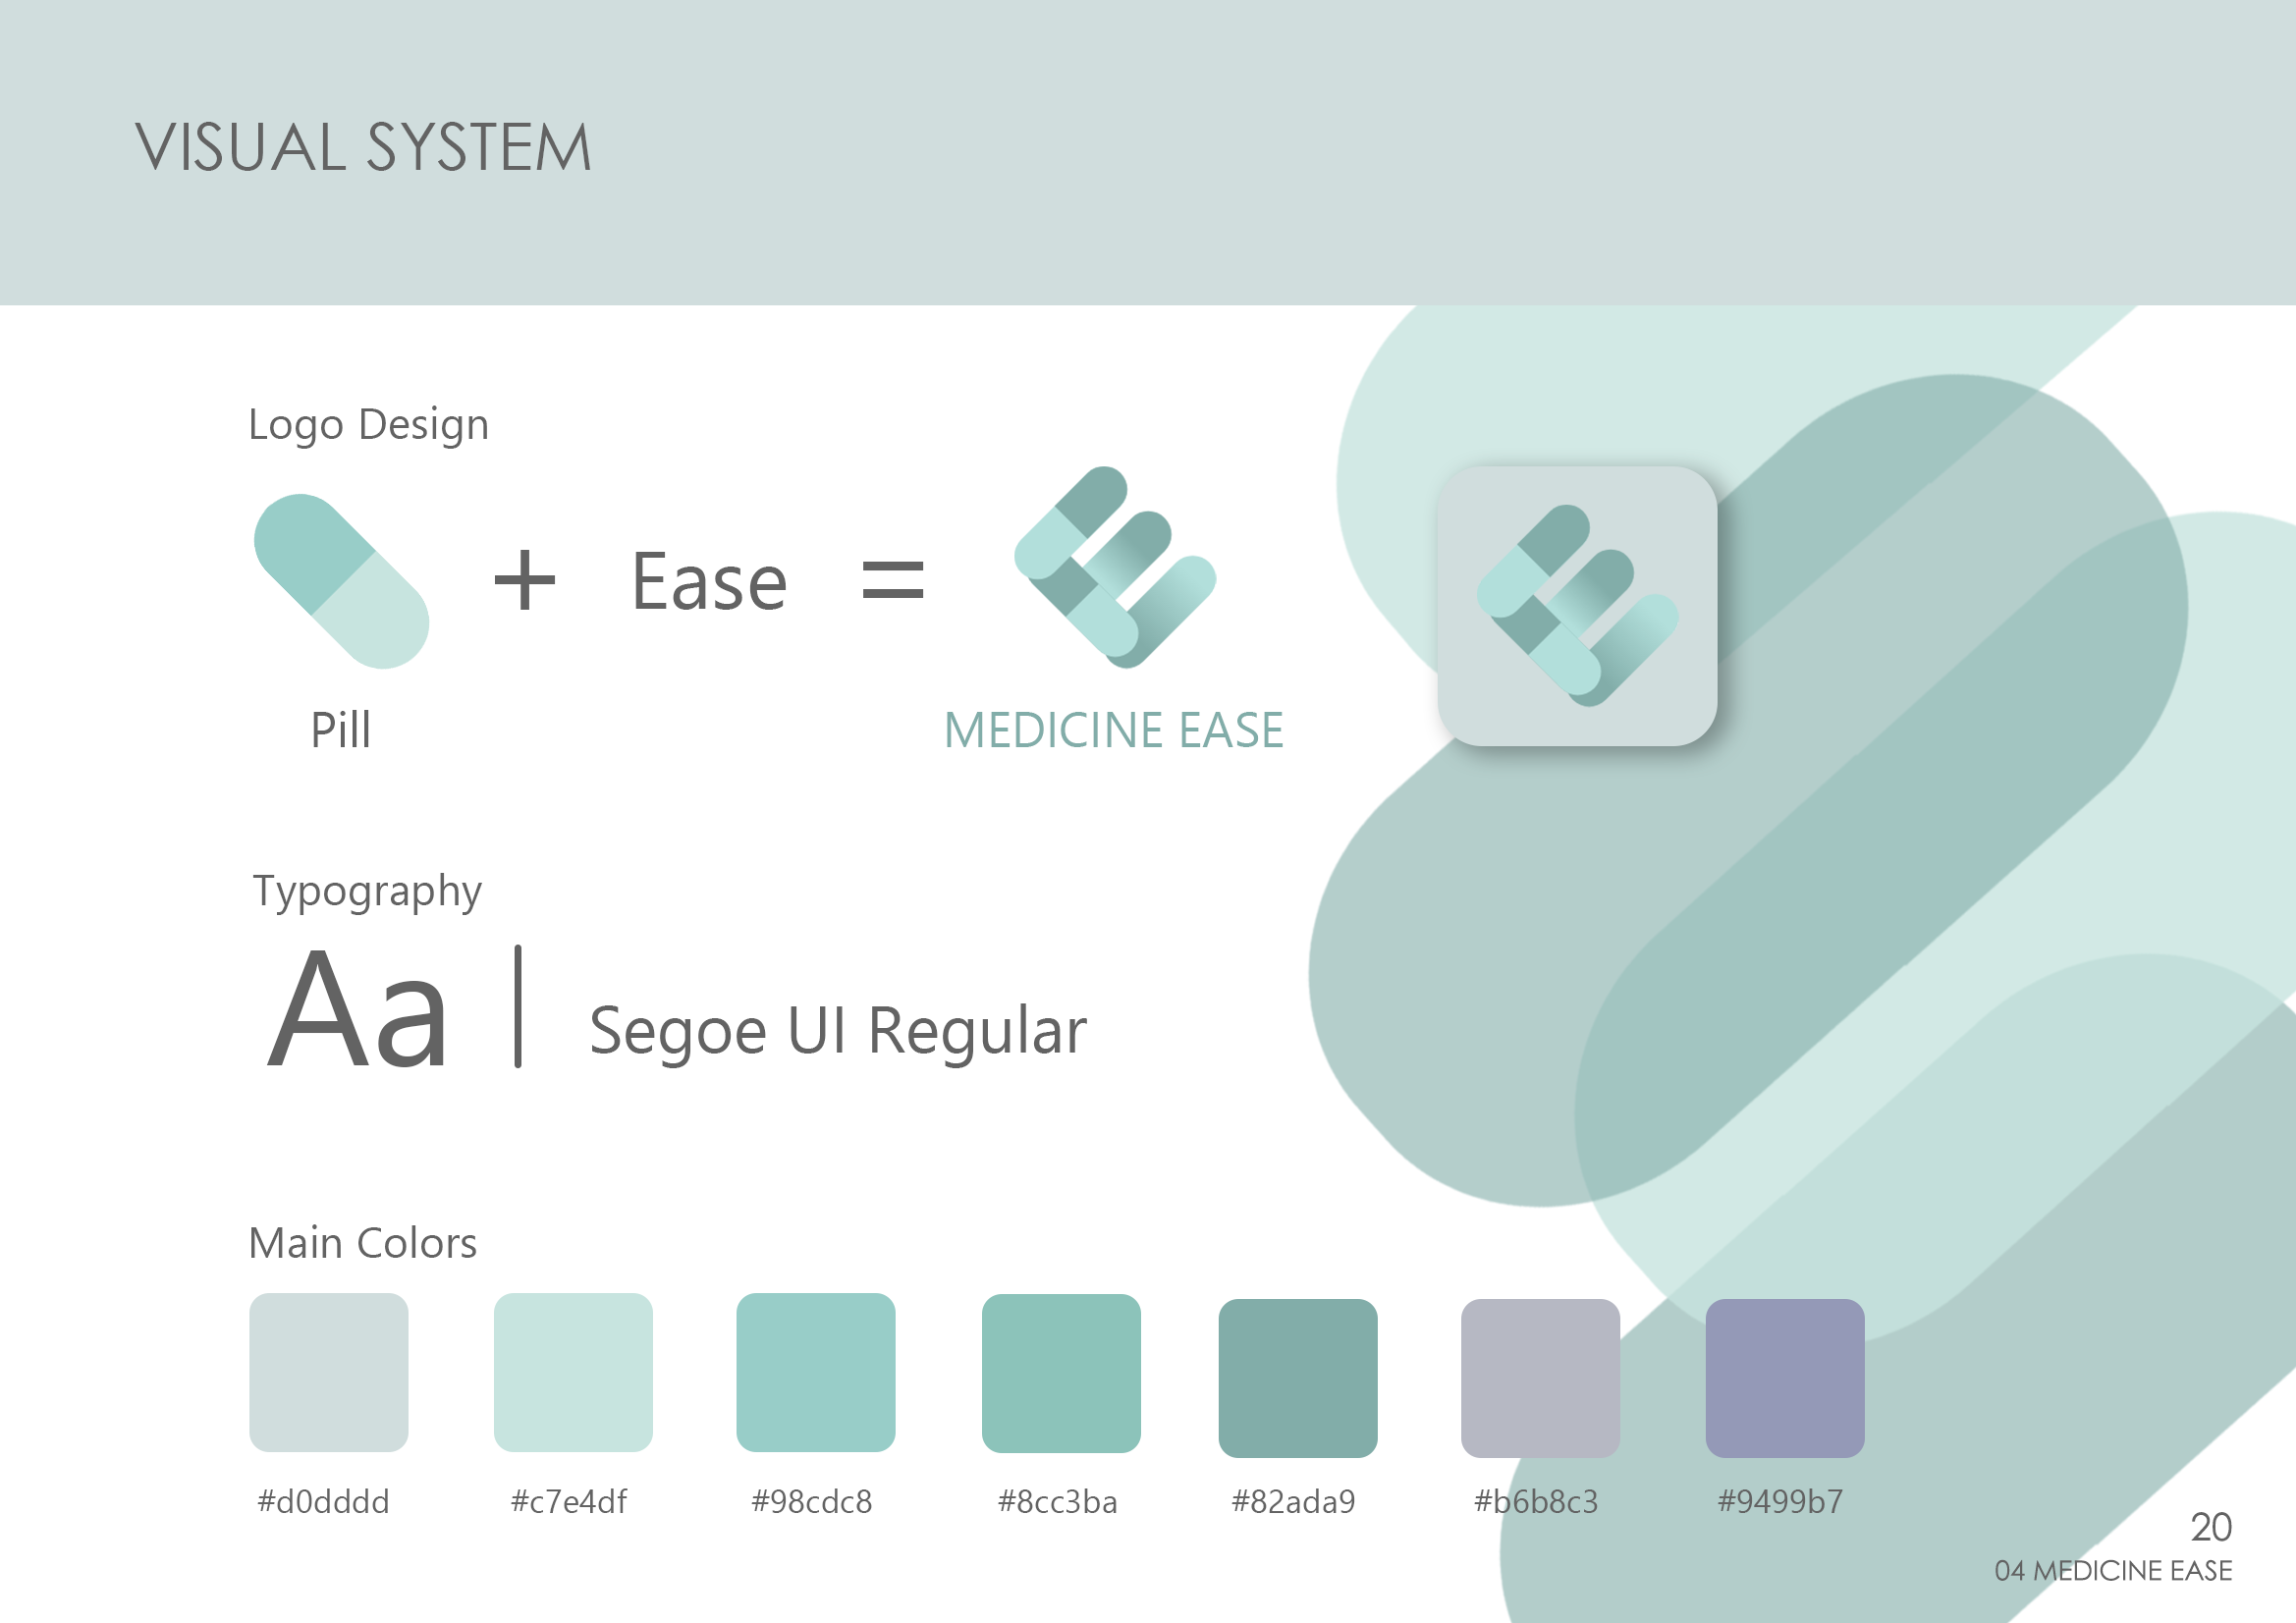 VISUAL SYSTEM
Logo Design
+ Ease =
Pill
MEDICINE EASE
Typography
Aa | Segoe UI Regular
Main Colors
#d0dddd #c7e4df #98cdc8 #8cc3ba #82ada9 #b6b8c3 #9499b7
20
04 MEDICINE EASE